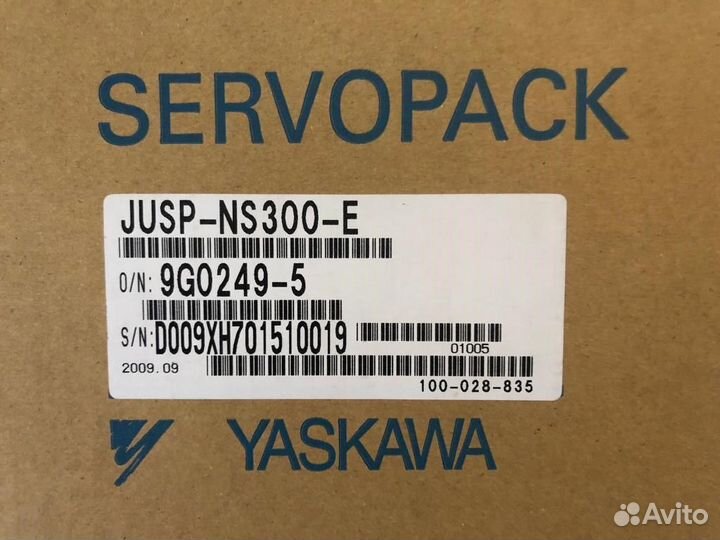 SERVOPACK
JUSP-NS300-E
O/N: 9G0249-5
S/N: D009XH701510019
01005
2009.09
100-028-835
YASKAWA
Avito